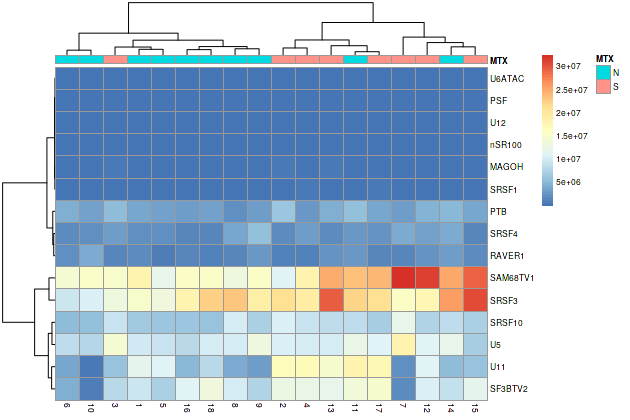 MTX
U6ATAC
PSF
U12
nSR100
MAGOH
SRSF1
PTB
SRSF4
RAVER1
SAM68TV1
SRSF3
SRSF10
U5
U11
SF3BTV2
6 10 3 1 5 16 18 8 9 2 4 13 11 17 7 12 14 15
3e+07
2.5e+07
2e+07
1.5e+07
1e+07
5e+06
MTX
N
S